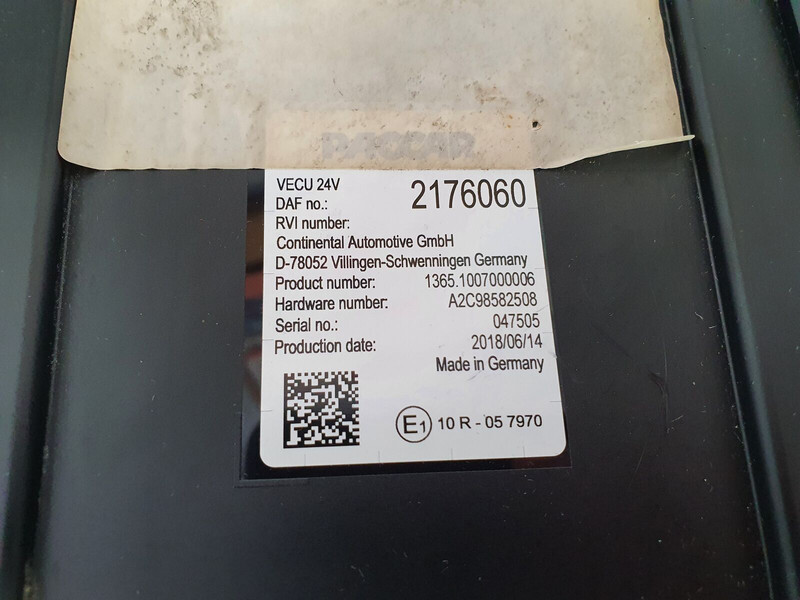 PACCAR
VECU 24V
DAF no.: 2176060
RVI number:
Continental Automotive GmbH
D-78052 Villingen-Schwenningen Germany
Product number: 1365.1007000006
Hardware number: A2C98582508
Serial no.: 047505
Production date: 2018/06/14
Made in Germany
E1 10 R - 05 7970